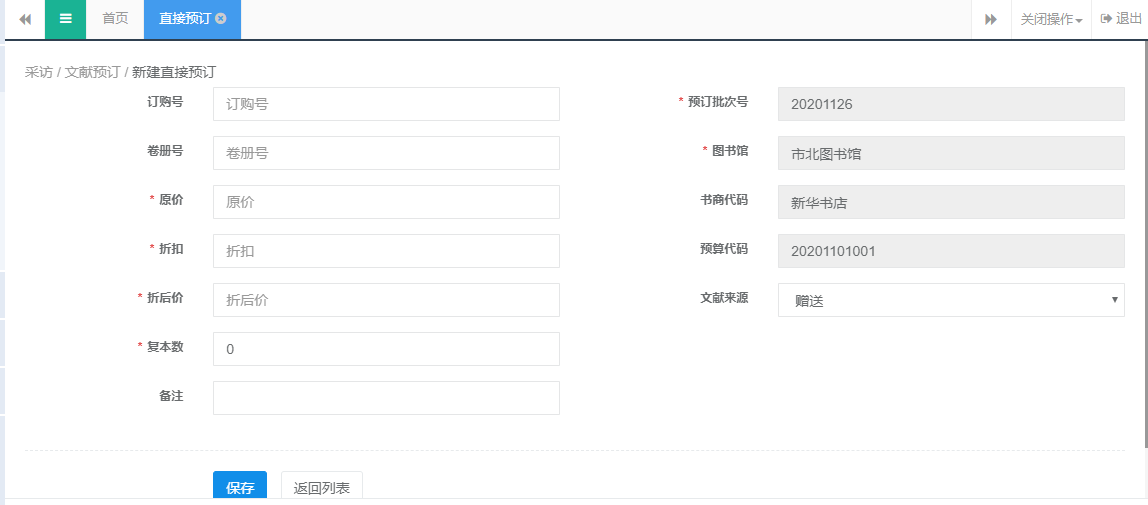 首页
直接预订
关闭操作
退出
采访 / 文献预订 / 新建直接预订
订购号 订购号
* 预订批次号 20201126
卷册号 卷册号
* 图书馆 市北图书馆
* 原价 原价
书商代码 新华书店
* 折扣 折扣
预算代码 20201101001
* 折后价 折后价
文献来源 赠送
* 复本数 0
备注
保存 返回列表